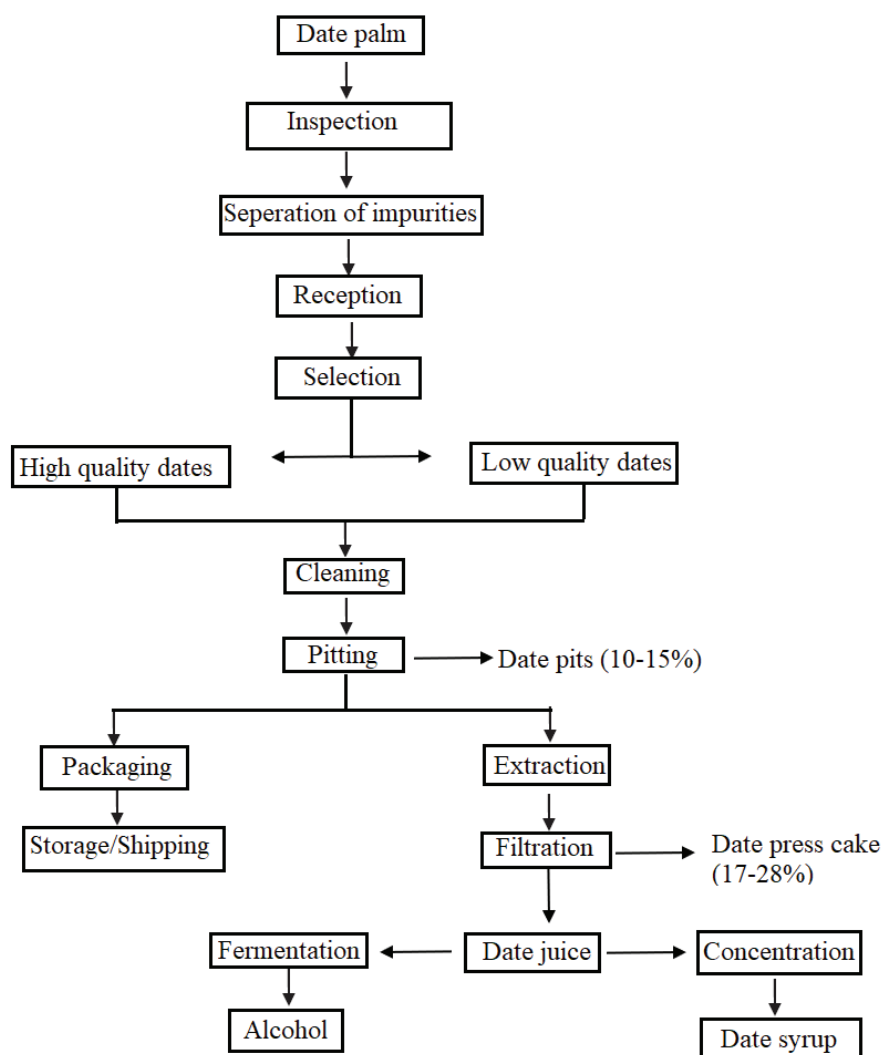 Date palm
Inspection
Seperation of impurities
Reception
Selection
High quality dates
Low quality dates
Cleaning
Pitting
Date pits (10-15%)
Packaging
Extraction
Storage/Shipping
Filtration
Date press cake
(17-28%)
Fermentation
Date juice
Concentration
Alcohol
Date syrup